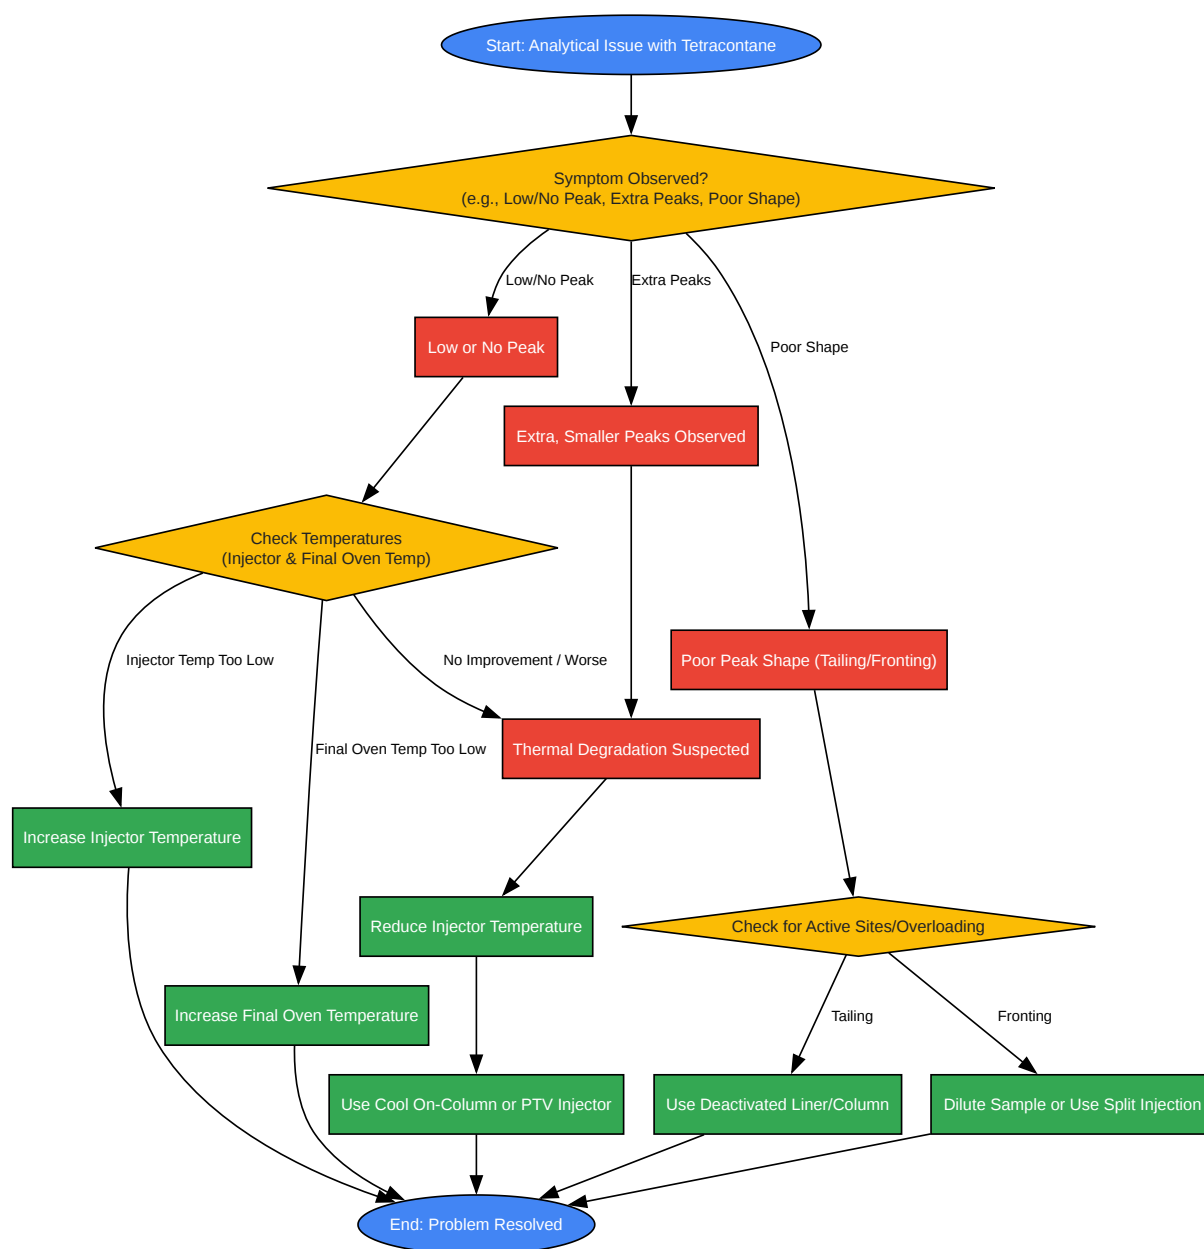 Start: Analytical Issue with Tetracontane
Symptom Observed?
(e.g., Low/No Peak, Extra Peaks, Poor Shape)
Low/No Peak
Extra Peaks
Poor Shape
Low or No Peak
Extra, Smaller Peaks Observed
Check Temperatures
(Injector & Final Oven Temp)
Injector Temp Too Low
No Improvement / Worse
Poor Peak Shape (Tailing/Fronting)
Final Oven Temp Too Low
Thermal Degradation Suspected
Increase Injector Temperature
Reduce Injector Temperature
Check for Active Sites/Overloading
Increase Final Oven Temperature
Tailing
Fronting
Use Cool On-Column or PTV Injector
Use Deactivated Liner/Column
Dilute Sample or Use Split Injection
End: Problem Resolved